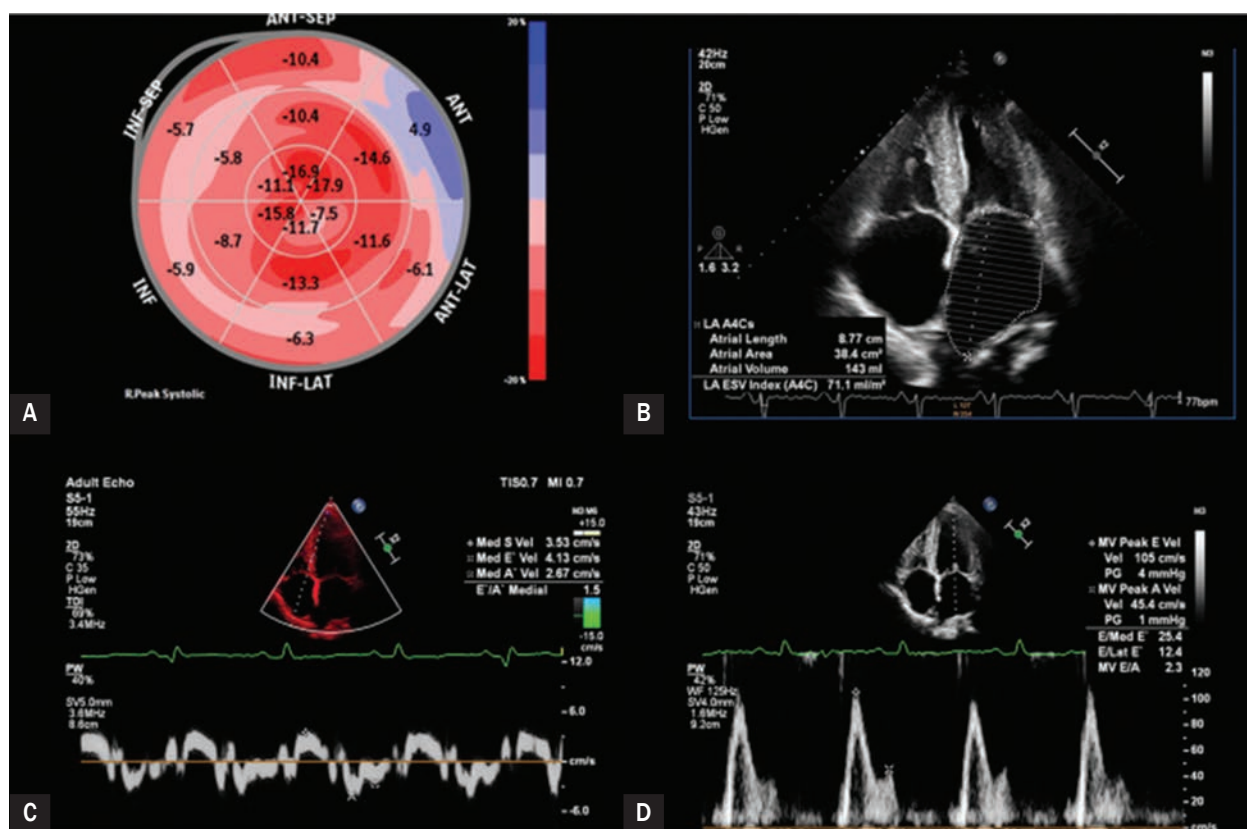 ANT-SEP
20%
-10.4
INF-SEP
ANT
-5.7
-10.4
4.9
-5.8
-14.6
-16.9
-11.1
-17.9
-15.8
-7.5
-11.7
-8.7
-11.6
-5.9
-6.1
-13.3
INF
ANT-LAT
-6.3
INF-LAT
-20%
R.Peak Systolic
A
42Hz
20cm
2D
71%
C 50
P Low
HGen
M3
P R
1.6 3.2
LA A4Cs
Atrial Length 8.77 cm
Atrial Area 38.4 cm²
Atrial Volume 143 ml
LA ESV Index (A4C) 71.1 ml/m²
77bpm
B
Adult Echo
TIS0.7 MI 0.7
S5-1
55Hz
19cm
M3 M6
+15.0
2D
73%
C 35
P Low
HGen
TDI
69%
3.4MHz
Med S Vel 3.53 cm/s
Med E' Vel 4.13 cm/s
Med A' Vel 2.67 cm/s
E'/A' Medial 1.5
-15.0
cm/s
12.0
PW
40%
SV5.0mm
3.6MHz
8.6cm
6.0
cm/s
-6.0
C
S5-1
43Hz
19cm
M3
2D
71%
C 50
P Low
HGen
MV Peak E Vel
Vel 105 cm/s
PG 4 mmHg
MV Peak A Vel
Vel 45.4 cm/s
PG 1 mmHg
E/Med E' 25.4
E/Lat E' 12.4
MV E/A 2.3
PW
42%
WF 125Hz
SV4.0mm
1.6MHz
9.2cm
120
100
80
60
40
20
cm/s
D